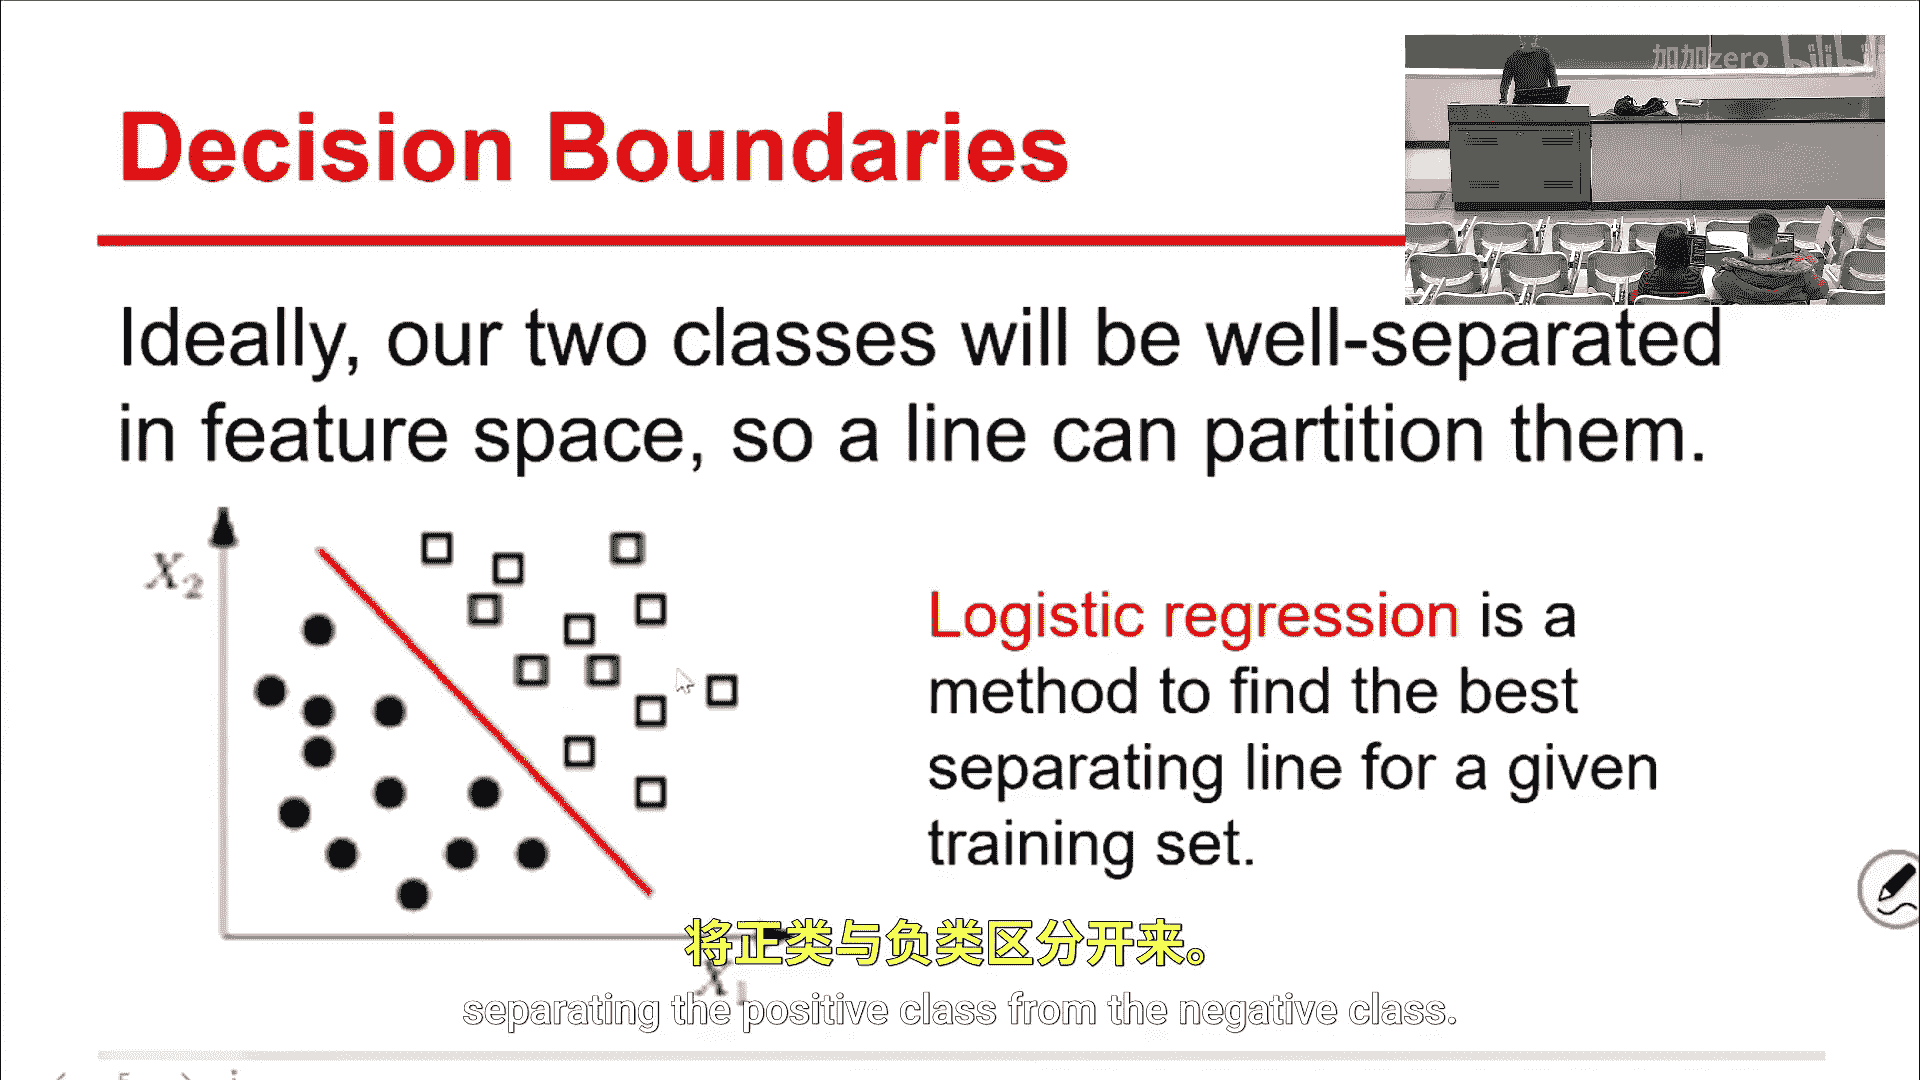 Decision Boundaries
加加zero bilibili
Ideally, our two classes will be well-separated
in feature space, so a line can partition them.
X₂
Logistic regression is a
method to find the best
separating line for a given
training set.
X₁
将正类与负类区分开来。
separating the positive class from the negative class.